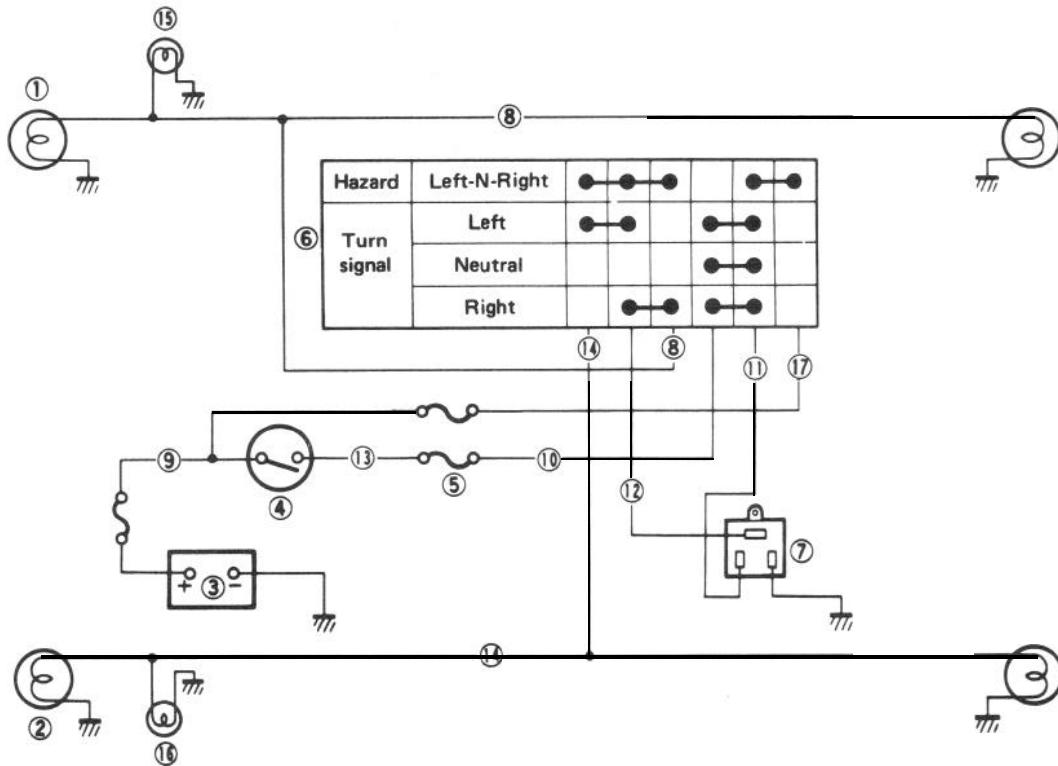 ⑮
①
⑧
Hazard Left-N-Right
⑥ Turn signal
Left
Neutral
Right
⑭ ⑧ ⑪ ⑰
⑨ ⑬ ⑩
④ ⑤ ⑫
⑦
+ ③ −
⑭
② ⑯